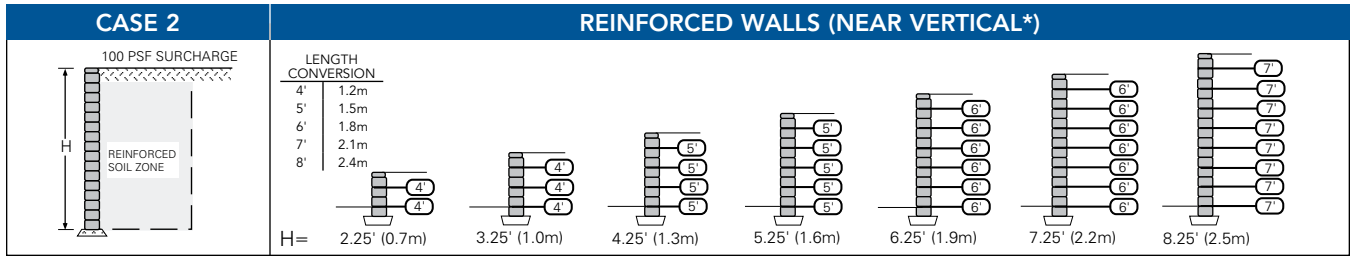 CASE 2
REINFORCED WALLS (NEAR VERTICAL*)
100 PSF SURCHARGE
H
REINFORCED
SOIL ZONE
LENGTH
CONVERSION
4' 1.2m
5' 1.5m
6' 1.8m
7' 2.1m
8' 2.4m
7'
6' 7'
6' 6' 7'
5' 6' 6' 7'
5' 5' 6' 6' 7'
4' 5' 5' 6' 6' 7'
4' 4' 5' 5' 6' 6' 7'
4' 4' 5' 5' 6' 6' 7'
H= 2.25' (0.7m) 3.25' (1.0m) 4.25' (1.3m) 5.25' (1.6m) 6.25' (1.9m) 7.25' (2.2m) 8.25' (2.5m)